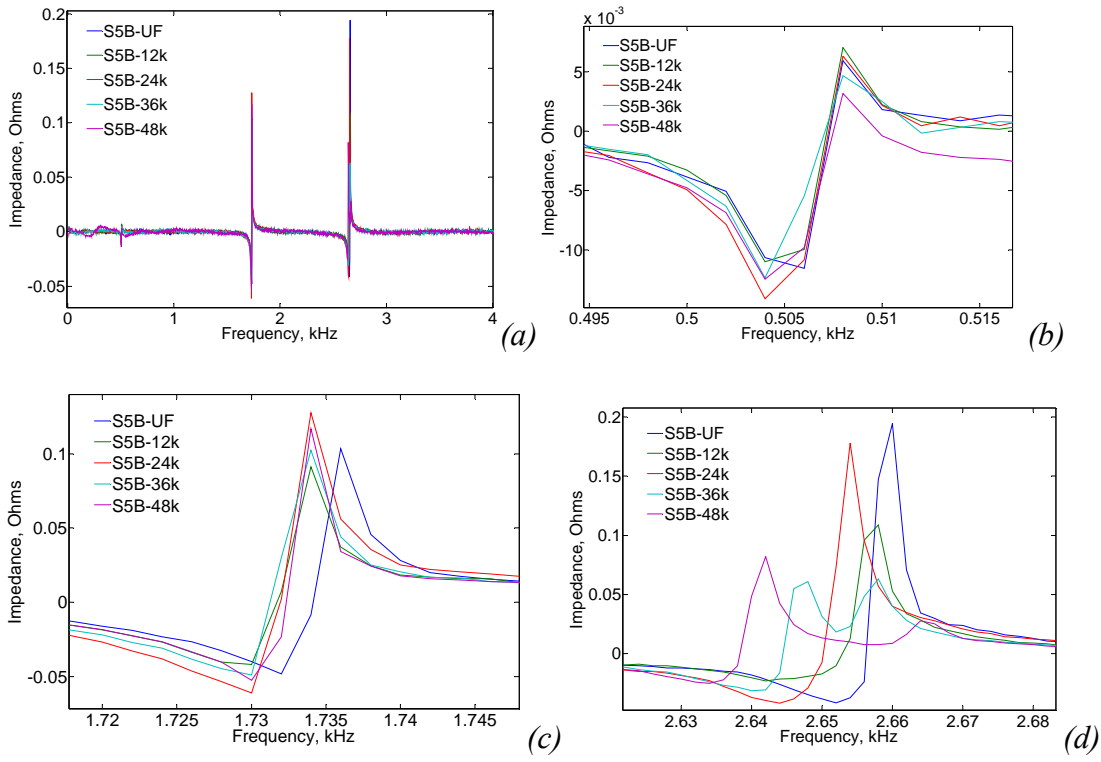 0.2
0.15
0.1
0.05
0
-0.05
Impedance, Ohms
S5B-UF
S5B-12k
S5B-24k
S5B-36k
S5B-48k
0 1 2 3 4
Frequency, kHz
(a)
x 10^-3
5
0
-5
-10
Impedance, Ohms
S5B-UF
S5B-12k
S5B-24k
S5B-36k
S5B-48k
0.495 0.5 0.505 0.51 0.515
Frequency, kHz
(b)
0.1
0.05
0
-0.05
Impedance, Ohms
S5B-UF
S5B-12k
S5B-24k
S5B-36k
S5B-48k
1.72 1.725 1.73 1.735 1.74 1.745
Frequency, kHz
(c)
0.2
0.15
0.1
0.05
0
Impedance, Ohms
S5B-UF
S5B-12k
S5B-24k
S5B-36k
S5B-48k
2.63 2.64 2.65 2.66 2.67 2.68
Frequency, kHz
(d)